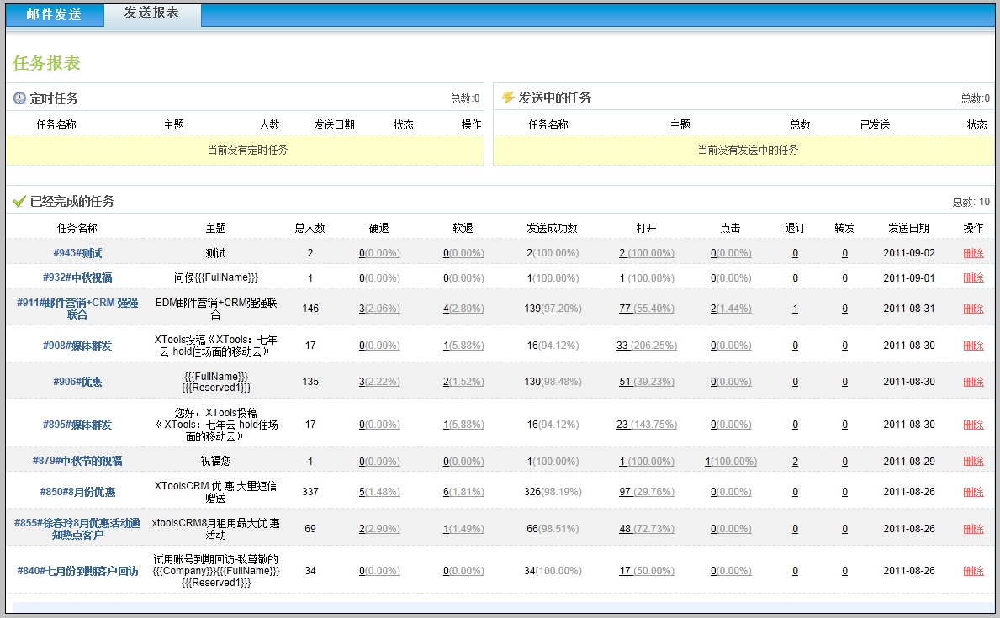 邮件发送 发送报表
任务报表
定时任务 总数:0
任务名称 主题 人数 发送日期 状态 操作
当前没有定时任务
发送中的任务 总数:0
任务名称 主题 总数 已发送 状态
当前没有发送中的任务
已经完成的任务 总数: 10
任务名称 主题 总人数 硬退 软退 发送成功数 打开 点击 退订 转发 发送日期 操作
#943#测试 测试 2 0(0.00%) 0(0.00%) 2(100.00%) 2 (100.00%) 0(0.00%) 0 0 2011-09-02 删除
#932#中秋祝福 问候{{{FullName}}} 1 0(0.00%) 0(0.00%) 1(100.00%) 1 (100.00%) 0(0.00%) 0 0 2011-09-01 删除
#911#邮件营销+CRM 强强
联合
EDM邮件营销+CRM强强联
合
146 3(2.06%) 4(2.80%) 139(97.20%) 77 (55.40%) 2(1.44%) 1 0 2011-08-31 删除
#908#媒体群发
XTools投稿《XTools：七年
云 hold住场面的移动云》
17 0(0.00%) 1(5.88%) 16(94.12%) 33 (206.25%) 0(0.00%) 0 0 2011-08-30 删除
#906#优惠
{{{FullName}}}
{{{Reserved1}}}
135 3(2.22%) 2(1.52%) 130(98.48%) 51 (39.23%) 0(0.00%) 0 0 2011-08-30 删除
#895#媒体群发
您好，XTools投稿
《XTools：七年云 hold住场
面的移动云》
17 0(0.00%) 1(5.88%) 16(94.12%) 23 (143.75%) 0(0.00%) 0 0 2011-08-30 删除
#879#中秋节的祝福 祝福您 1 0(0.00%) 0(0.00%) 1(100.00%) 1 (100.00%) 1(100.00%) 2 0 2011-08-29 删除
#850#8月份优惠
XToolsCRM 优 惠 大量短信
赠送
337 5(1.48%) 6(1.81%) 326(98.19%) 97 (29.76%) 0(0.00%) 0 0 2011-08-26 删除
#855#徐春玲8月优惠活动通
知热点客户
xtoolsCRM8月租用最大优 惠
活动
69 2(2.90%) 1(1.49%) 66(98.51%) 48 (72.73%) 0(0.00%) 0 0 2011-08-26 删除
#840#七月份到期客户回访
试用账号到期回访-致尊敬的
{{{Company}}}{{{FullName}}}
{{{Reserved1}}}
34 0(0.00%) 0(0.00%) 34(100.00%) 17 (50.00%) 0(0.00%) 0 0 2011-08-26 删除